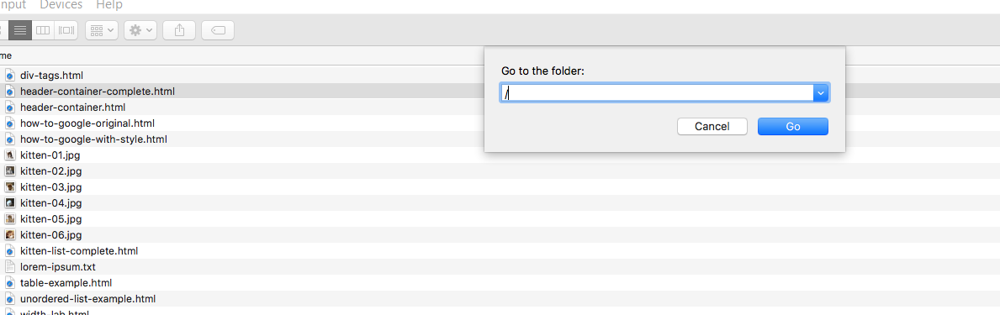 nput Devices Help
me
Go to the folder:
/
Cancel Go
div-tags.html
header-container-complete.html
header-container.html
how-to-google-original.html
how-to-google-with-style.html
kitten-01.jpg
kitten-02.jpg
kitten-03.jpg
kitten-04.jpg
kitten-05.jpg
kitten-06.jpg
kitten-list-complete.html
lorem-ipsum.txt
table-example.html
unordered-list-example.html
width-lab.html